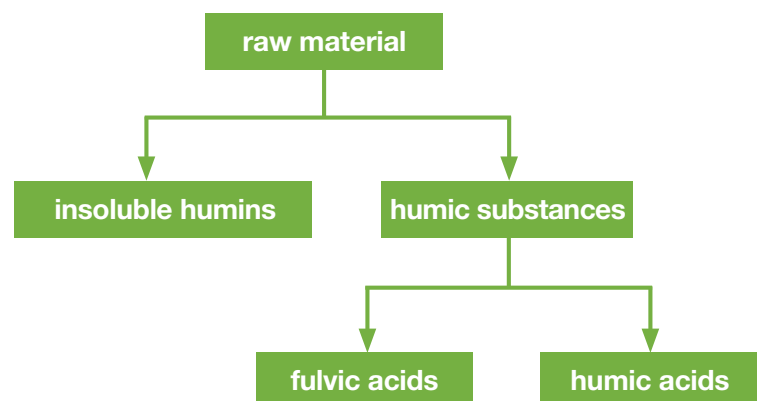 raw material
insoluble humins
humic substances
fulvic acids
humic acids